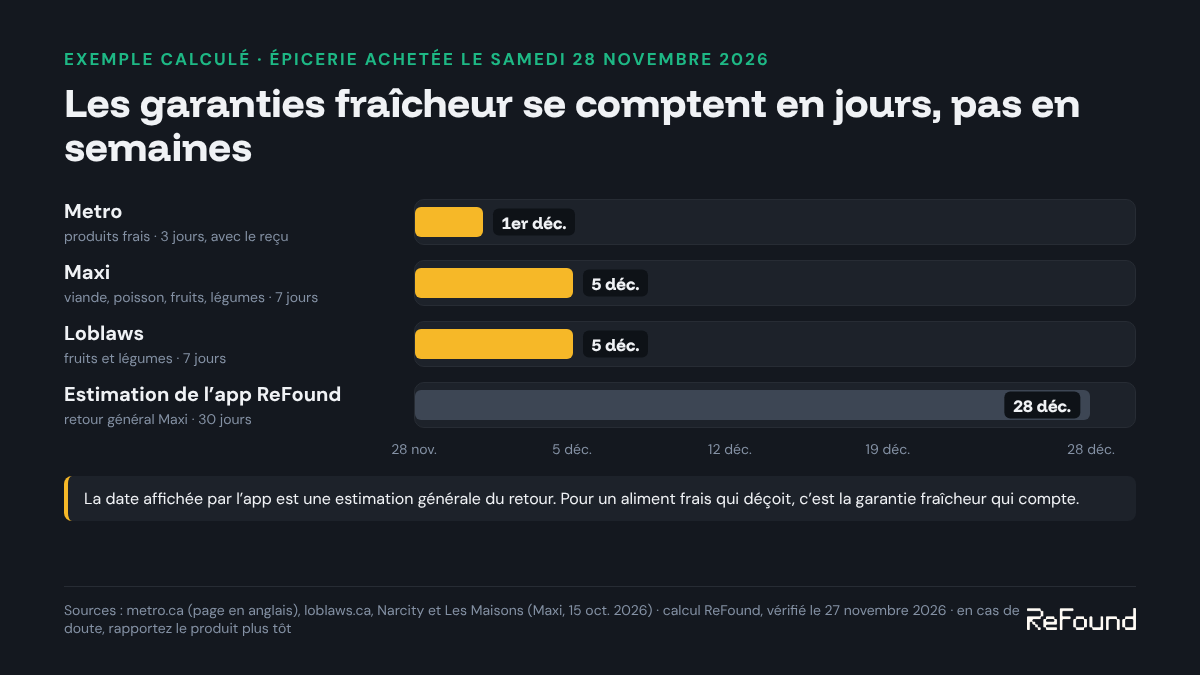 EXEMPLE CALCULÉ · ÉPICERIE ACHETÉE LE SAMEDI 28 NOVEMBRE 2026
Les garanties fraîcheur se comptent en jours, pas en
semaines
Metro
produits frais · 3 jours, avec le reçu
1er déc.
Maxi
viande, poisson, fruits, légumes · 7 jours
5 déc.
Loblaws
fruits et légumes · 7 jours
5 déc.
Estimation de l’app ReFound
retour général Maxi · 30 jours
28 déc.
28 nov.
5 déc.
12 déc.
19 déc.
28 déc.
La date affichée par l’app est une estimation générale du retour. Pour un aliment frais qui déçoit, c’est la garantie fraîcheur qui compte.
Sources : metro.ca (page en anglais), loblaws.ca, Narcity et Les Maisons (Maxi, 15 oct. 2026) · calcul ReFound, vérifié le 27 novembre 2026 · en cas de
doute, rapportez le produit plus tôt
ReFound